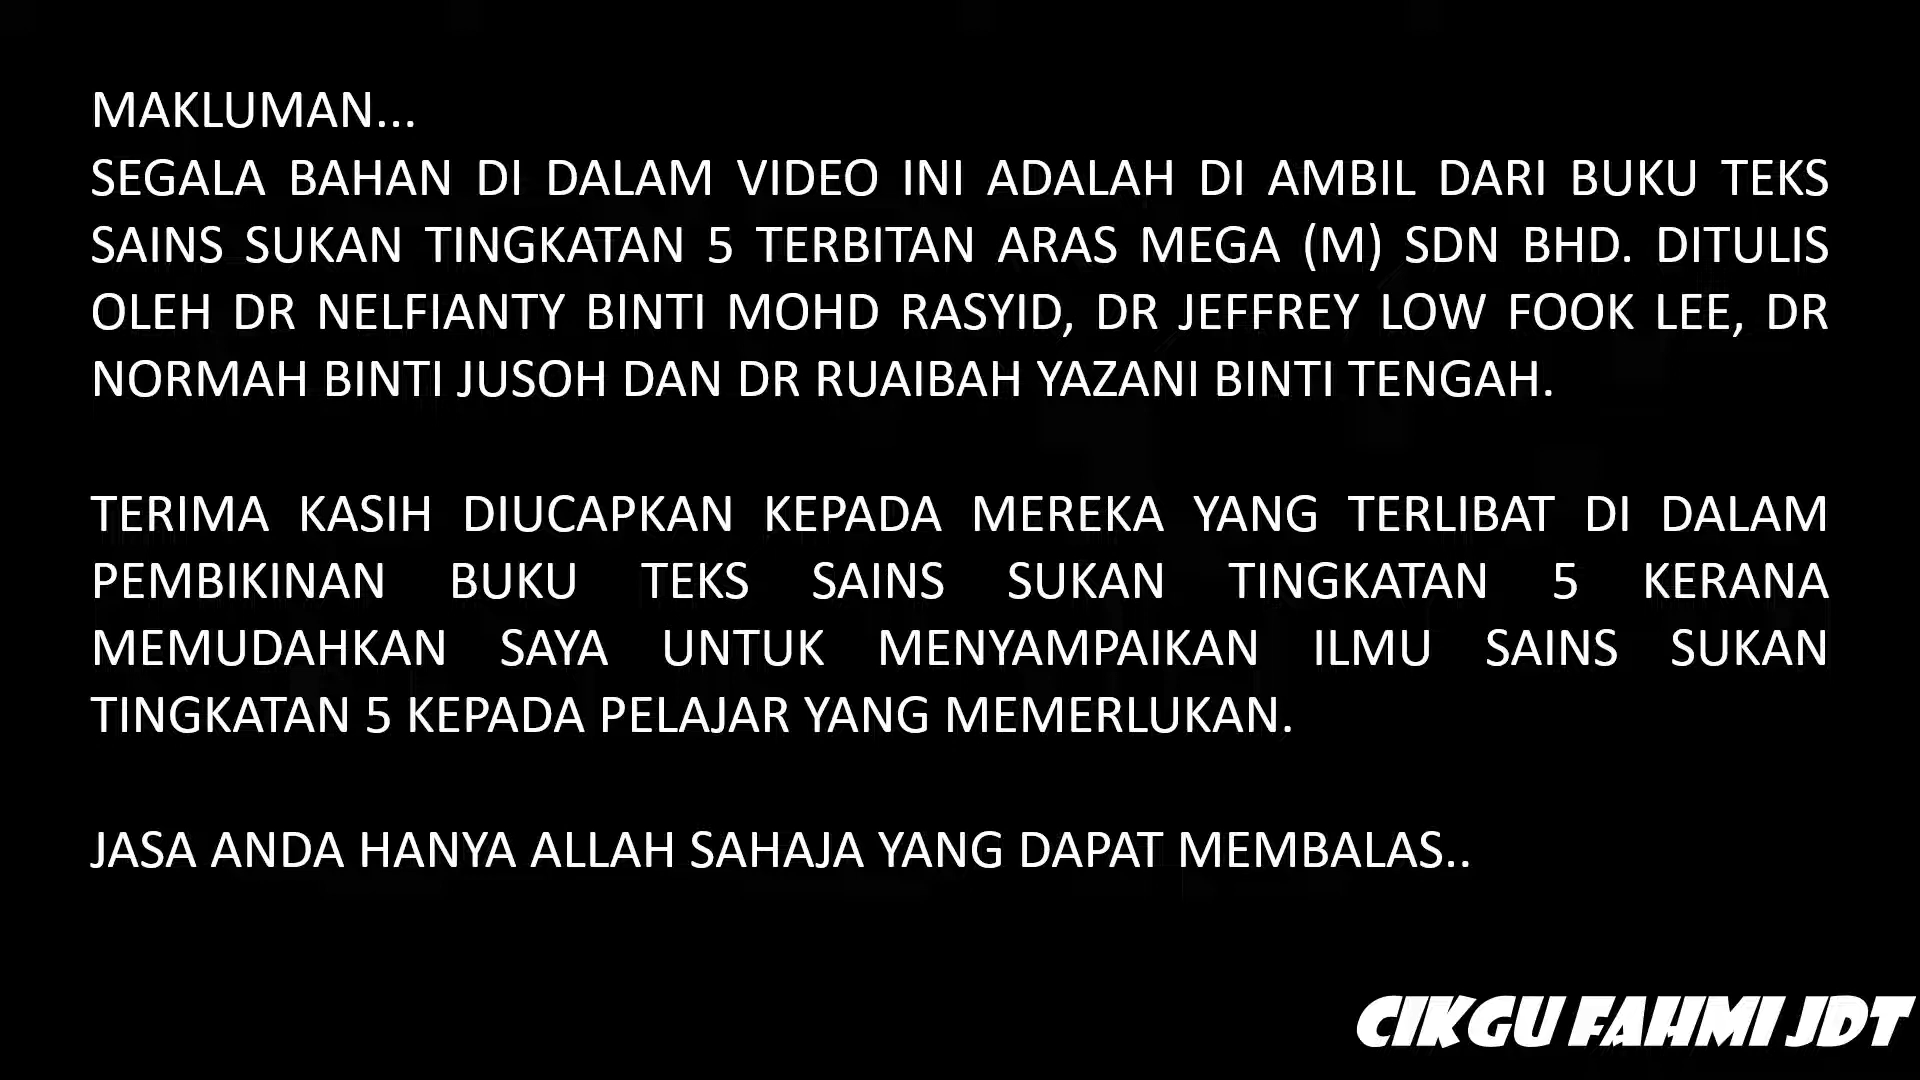 MAKLUMAN...
SEGALA BAHAN DI DALAM VIDEO INI ADALAH DI AMBIL DARI BUKU TEKS
SAINS SUKAN TINGKATAN 5 TERBITAN ARAS MEGA (M) SDN BHD. DITULIS
OLEH DR NELFIANTY BINTI MOHD RASYID, DR JEFFREY LOW FOOK LEE, DR
NORMAH BINTI JUSOH DAN DR RUAIBAH YAZANI BINTI TENGAH.
TERIMA KASIH DIUCAPKAN KEPADA MEREKA YANG TERLIBAT DI DALAM
PEMBIKINAN BUKU TEKS SAINS SUKAN TINGKATAN 5 KERANA
MEMUDAHKAN SAYA UNTUK MENYAMPAIKAN ILMU SAINS SUKAN
TINGKATAN 5 KEPADA PELAJAR YANG MEMERLUKAN.
JASA ANDA HANYA ALLAH SAHAJA YANG DAPAT MEMBALAS..
CIKGU FAHMI JDT